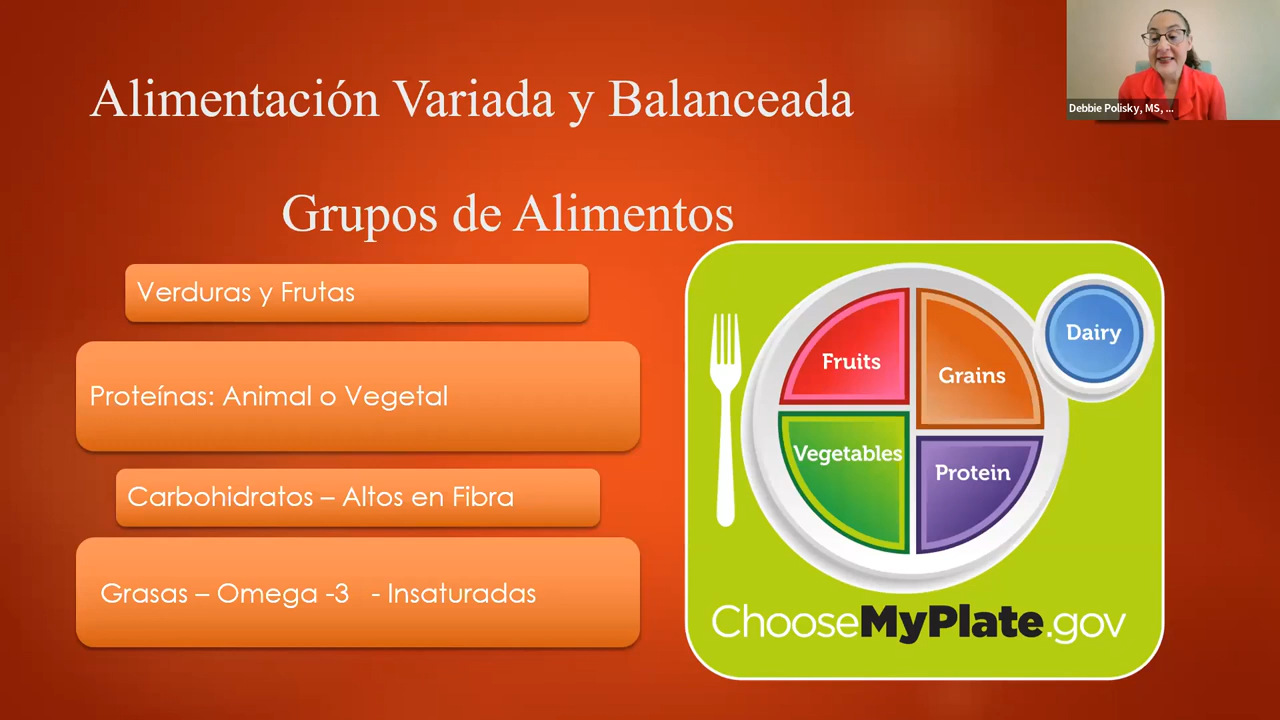 Alimentación Variada y Balanceada
Debbie Polisky, MS, ...
Grupos de Alimentos
Verduras y Frutas
Proteínas: Animal o Vegetal
Carbohidratos – Altos en Fibra
Grasas – Omega -3 - Insaturadas
Fruits
Grains
Dairy
Vegetables
Protein
ChooseMyPlate.gov